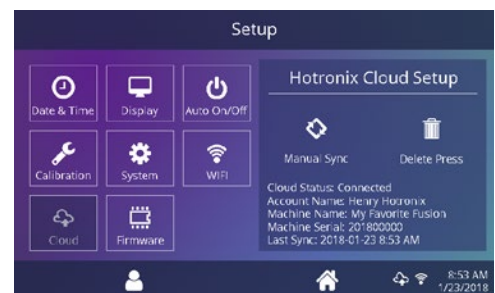 Setup
Date & Time
Display
Auto On/Off
Calibration
System
WIFI
Cloud
Firmware
Hotronix Cloud Setup
Manual Sync
Delete Press
Cloud Status: Connected
Account Name: Henry Hotronix
Machine Name: My Favorite Fusion
Machine Serial: 201800000
Last Sync: 2018-01-23 8:53 AM
8:53 AM
1/23/2018